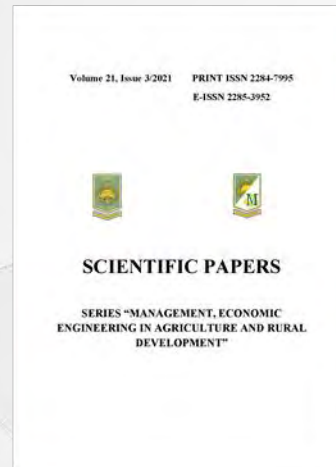 Volume 21, Issue 3/2021 PRINT ISSN 2284-7995
E-ISSN 2285-3952
M
SCIENTIFIC PAPERS
SERIES “MANAGEMENT, ECONOMIC
ENGINEERING IN AGRICULTURE AND RURAL
DEVELOPMENT”